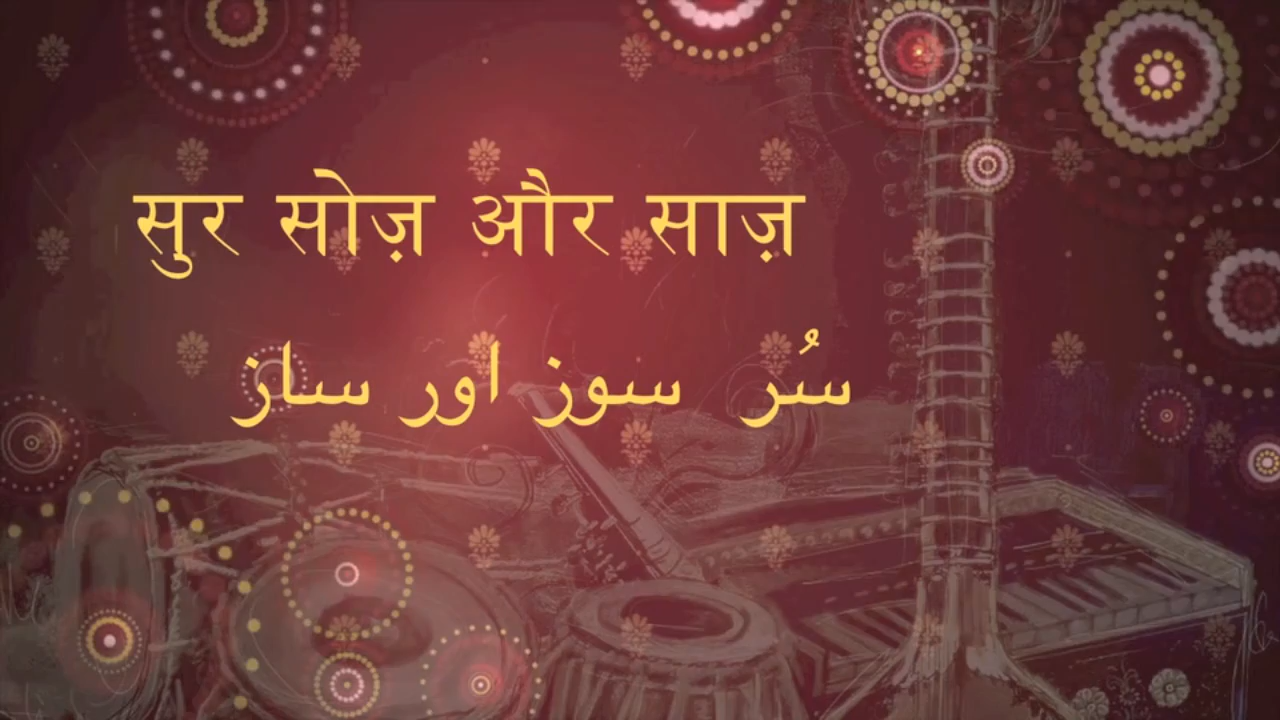 सुर सोज़ और साज़
سُر سوز اور ساز